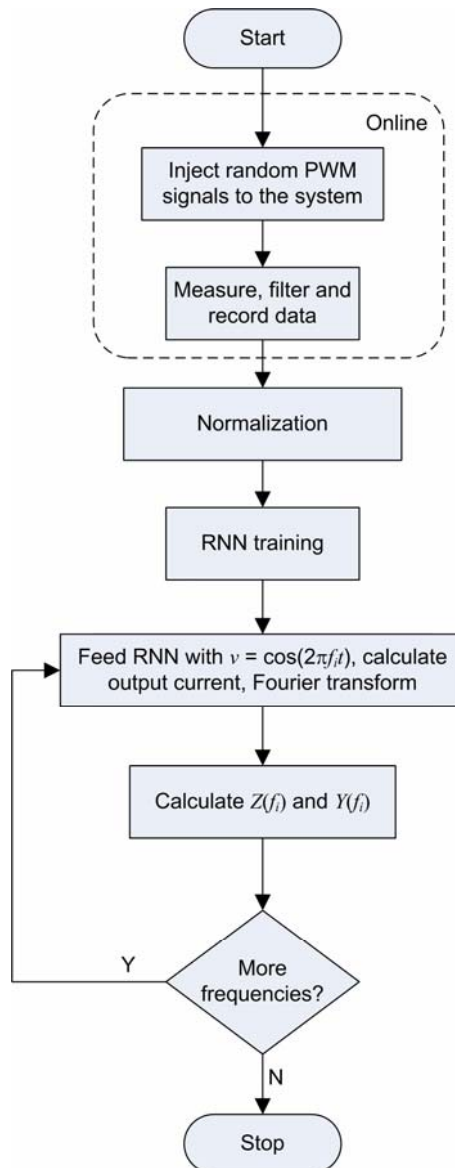 Start
Online
Inject random PWM
signals to the system
Measure, filter and
record data
Normalization
RNN training
Feed RNN with v = cos(2πfᵢt), calculate
output current, Fourier transform
Calculate Z(fᵢ) and Y(fᵢ)
More
frequencies?
Y
N
Stop